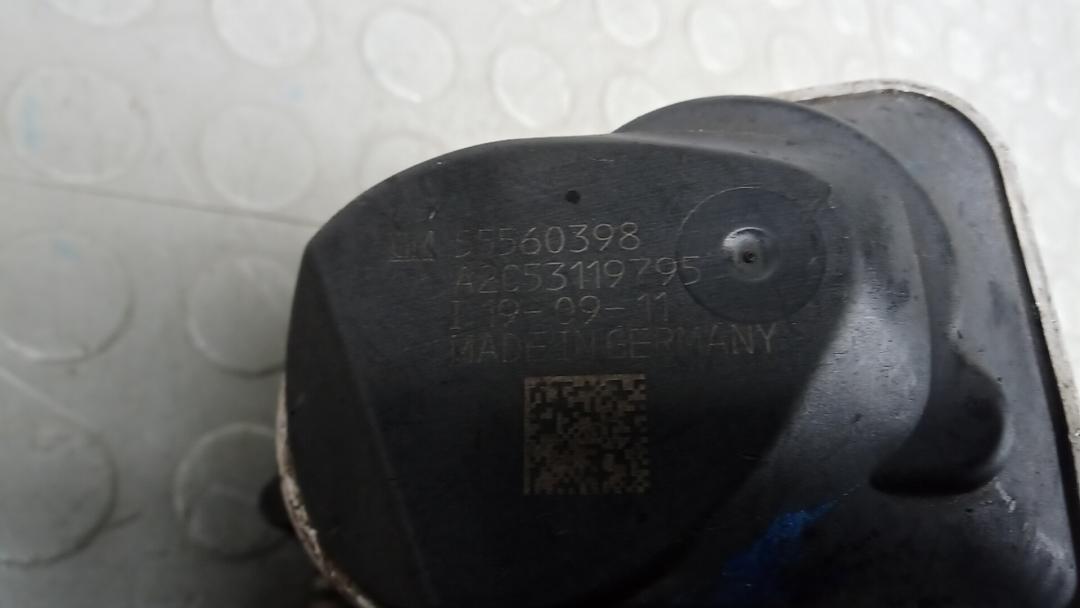 GM 55560398
A2C53119795
I 19-09-11
MADE IN GERMANY